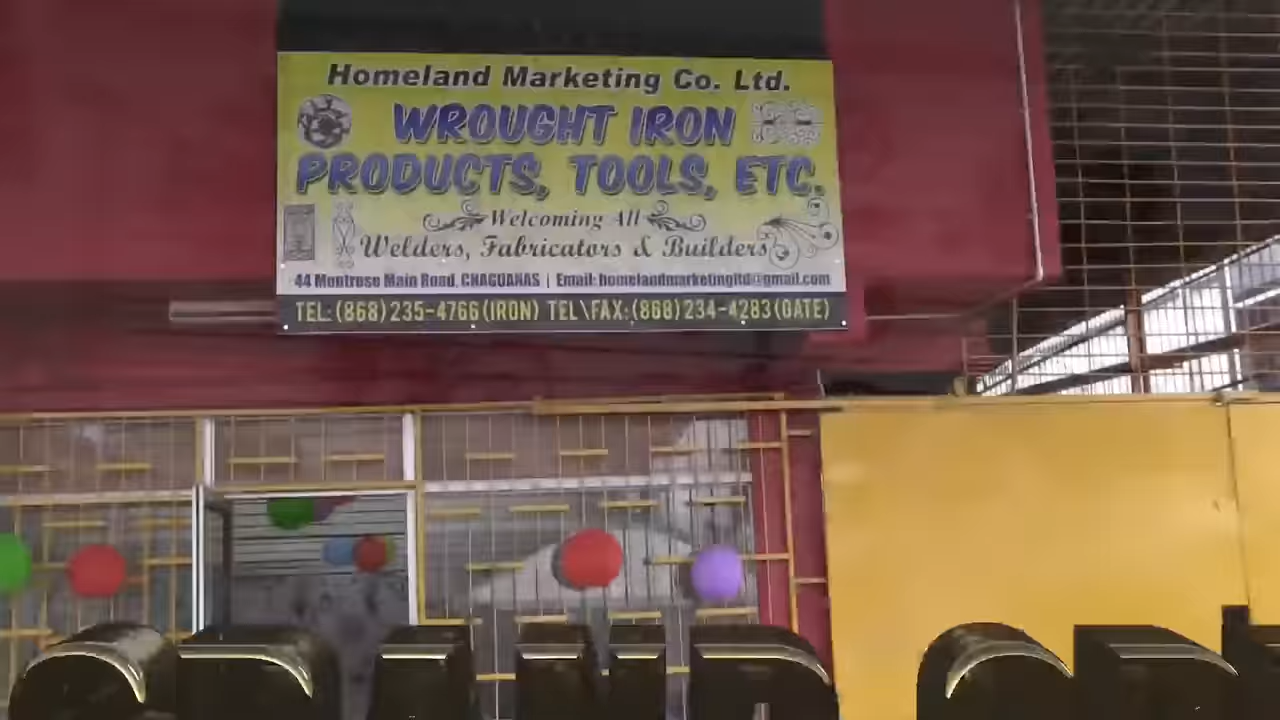 Homeland Marketing Co. Ltd.
WROUGHT IRON
PRODUCTS, TOOLS, ETC.
Welcoming All
Welders, Fabricators & Builders
44 Montrose Main Road, CHAGUANAS | Email: homelandmarketingltd@gmail.com
TEL:(868)235-4766(IRON) TEL\FAX:(868)234-4283(GATE)